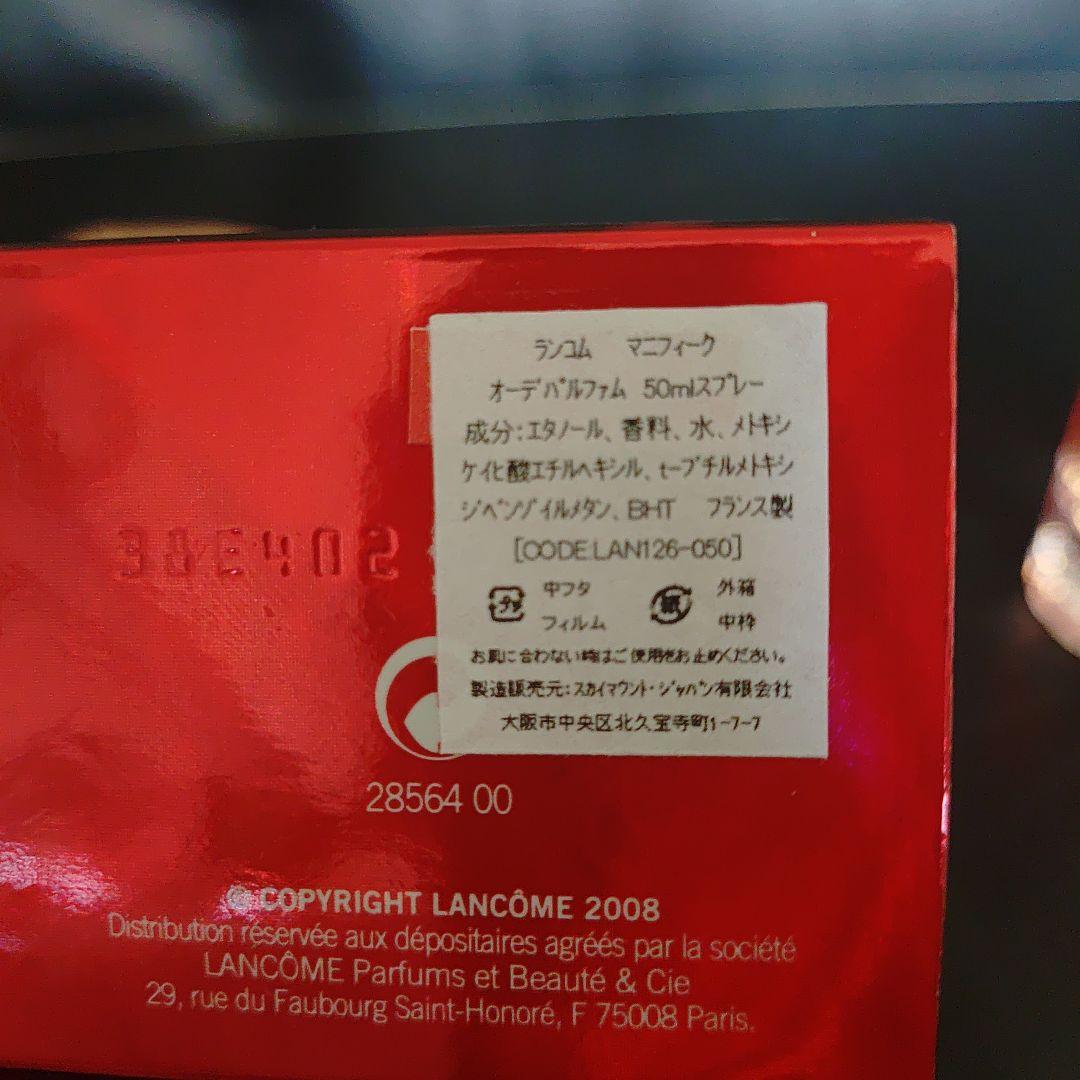 ランコム マニフィーク
オーデパルファム 50mlスプレー
成分:エタノール、香料、水、メトキシ
ケイヒ酸エチルヘキシル、t-ブチルメトキシ
ジベンゾイルメタン、BHT フランス製
[CODE:LAN126-050]
プラ 中フタ 紙 外箱
フィルム 中枠
お肌に合わない時はご使用をお止めください。
製造販売元:スカイマウント・ジャパン有限会社
大阪市中央区北久宝寺町1-7-7
28564 00
© COPYRIGHT LANCÔME 2008
Distribution réservée aux dépositaires agréés par la société
LANCÔME Parfums et Beauté & Cie
29, rue du Faubourg Saint-Honoré, F 75008 Paris.